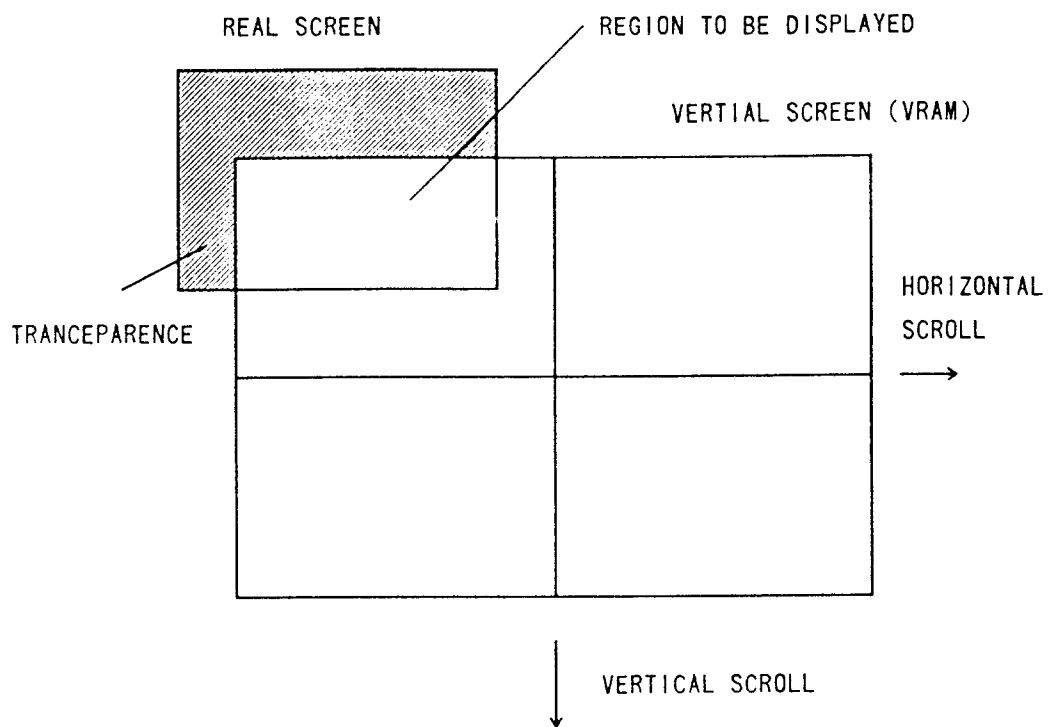 REAL SCREEN
REGION TO BE DISPLAYED
VERTIAL SCREEN (VRAM)
TRANCEPARENCE
HORIZONTAL
SCROLL
VERTICAL SCROLL